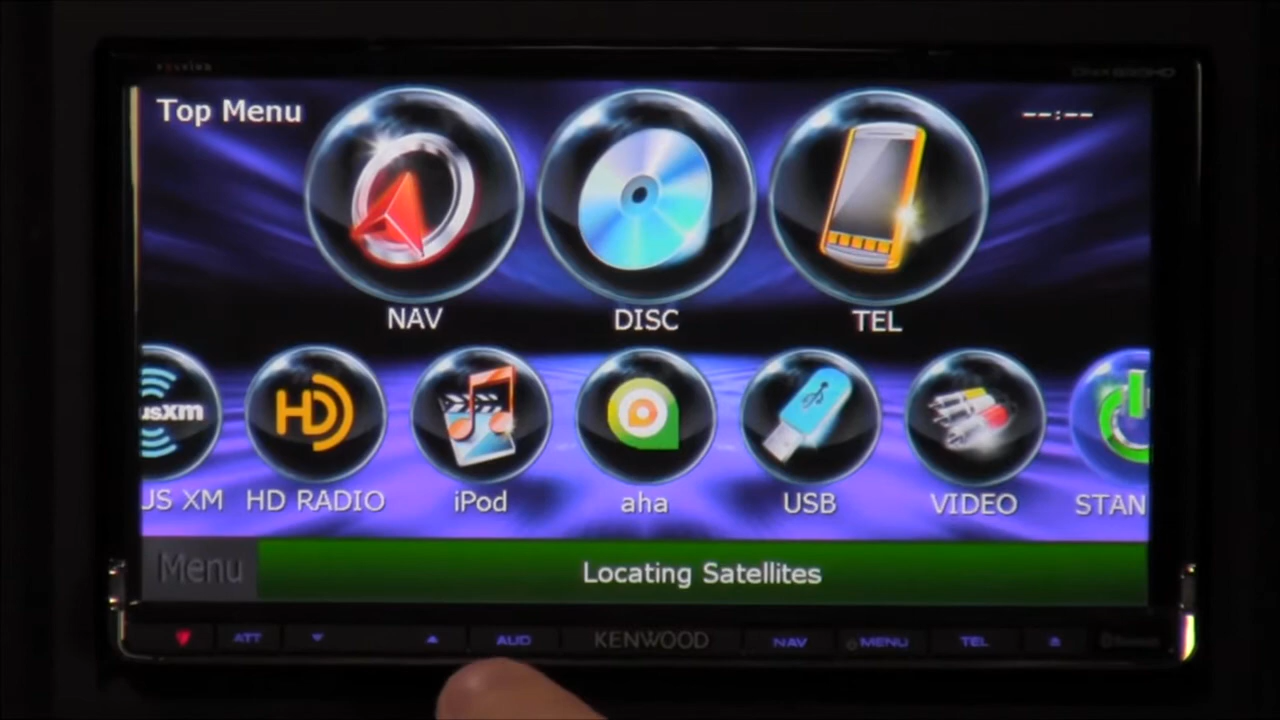 Top Menu
--:--
NAV
DISC
TEL
usxm
HD
US XM
HD RADIO
iPod
aha
USB
VIDEO
STAN
Menu
Locating Satellites
ATT
AUD
KENWOOD
NAV
MENU
TEL